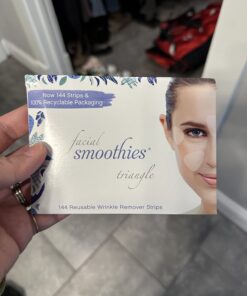 Now 144 Strips &
100% Recyclable Packaging
facial
smoothies®
triangle
144 Reusable Wrinkle Remover Strips